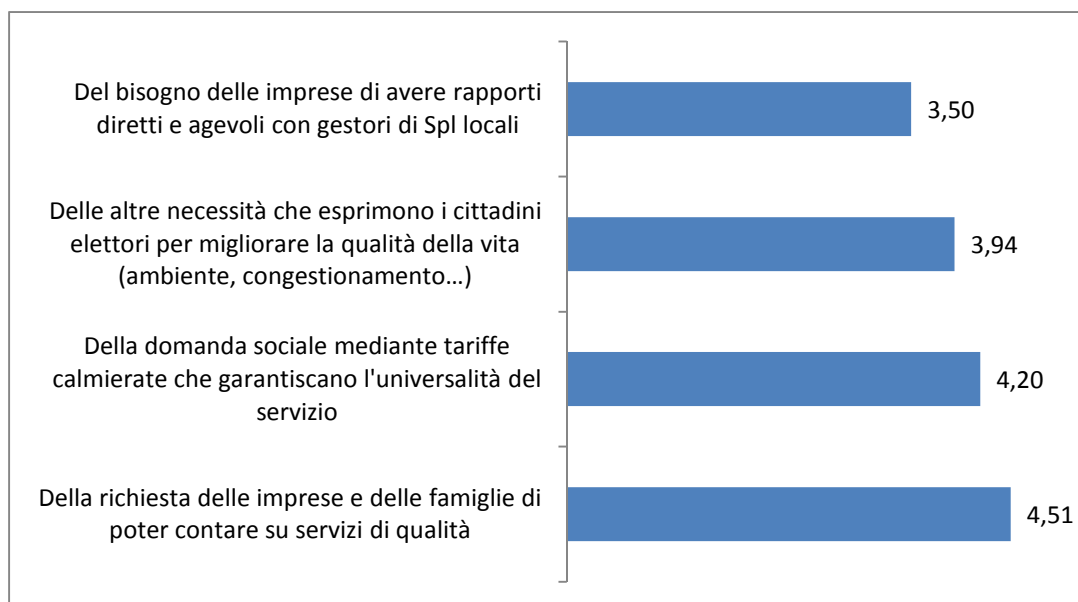 Del bisogno delle imprese di avere rapporti
diretti e agevoli con gestori di Spl locali
3,50
Delle altre necessità che esprimono i cittadini
elettori per migliorare la qualità della vita
(ambiente, congestionamento…)
3,94
Della domanda sociale mediante tariffe
calmierate che garantiscano l'universalità del
servizio
4,20
Della richiesta delle imprese e delle famiglie di
poter contare su servizi di qualità
4,51